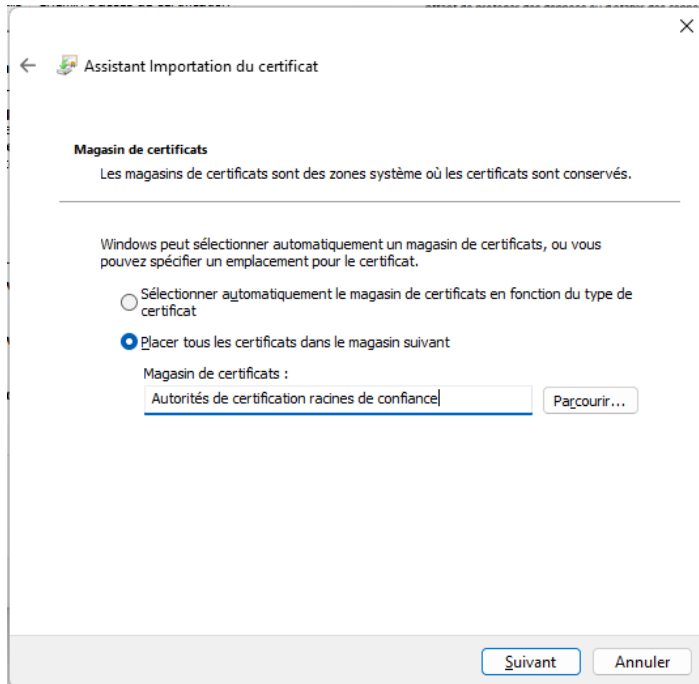 Assistant Importation du certificat
Magasin de certificats
Les magasins de certificats sont des zones système où les certificats sont conservés.
Windows peut sélectionner automatiquement un magasin de certificats, ou vous
pouvez spécifier un emplacement pour le certificat.
Sélectionner automatiquement le magasin de certificats en fonction du type de
certificat
Placer tous les certificats dans le magasin suivant
Magasin de certificats :
Autorités de certification racines de confiance
Parcourir...
Suivant
Annuler